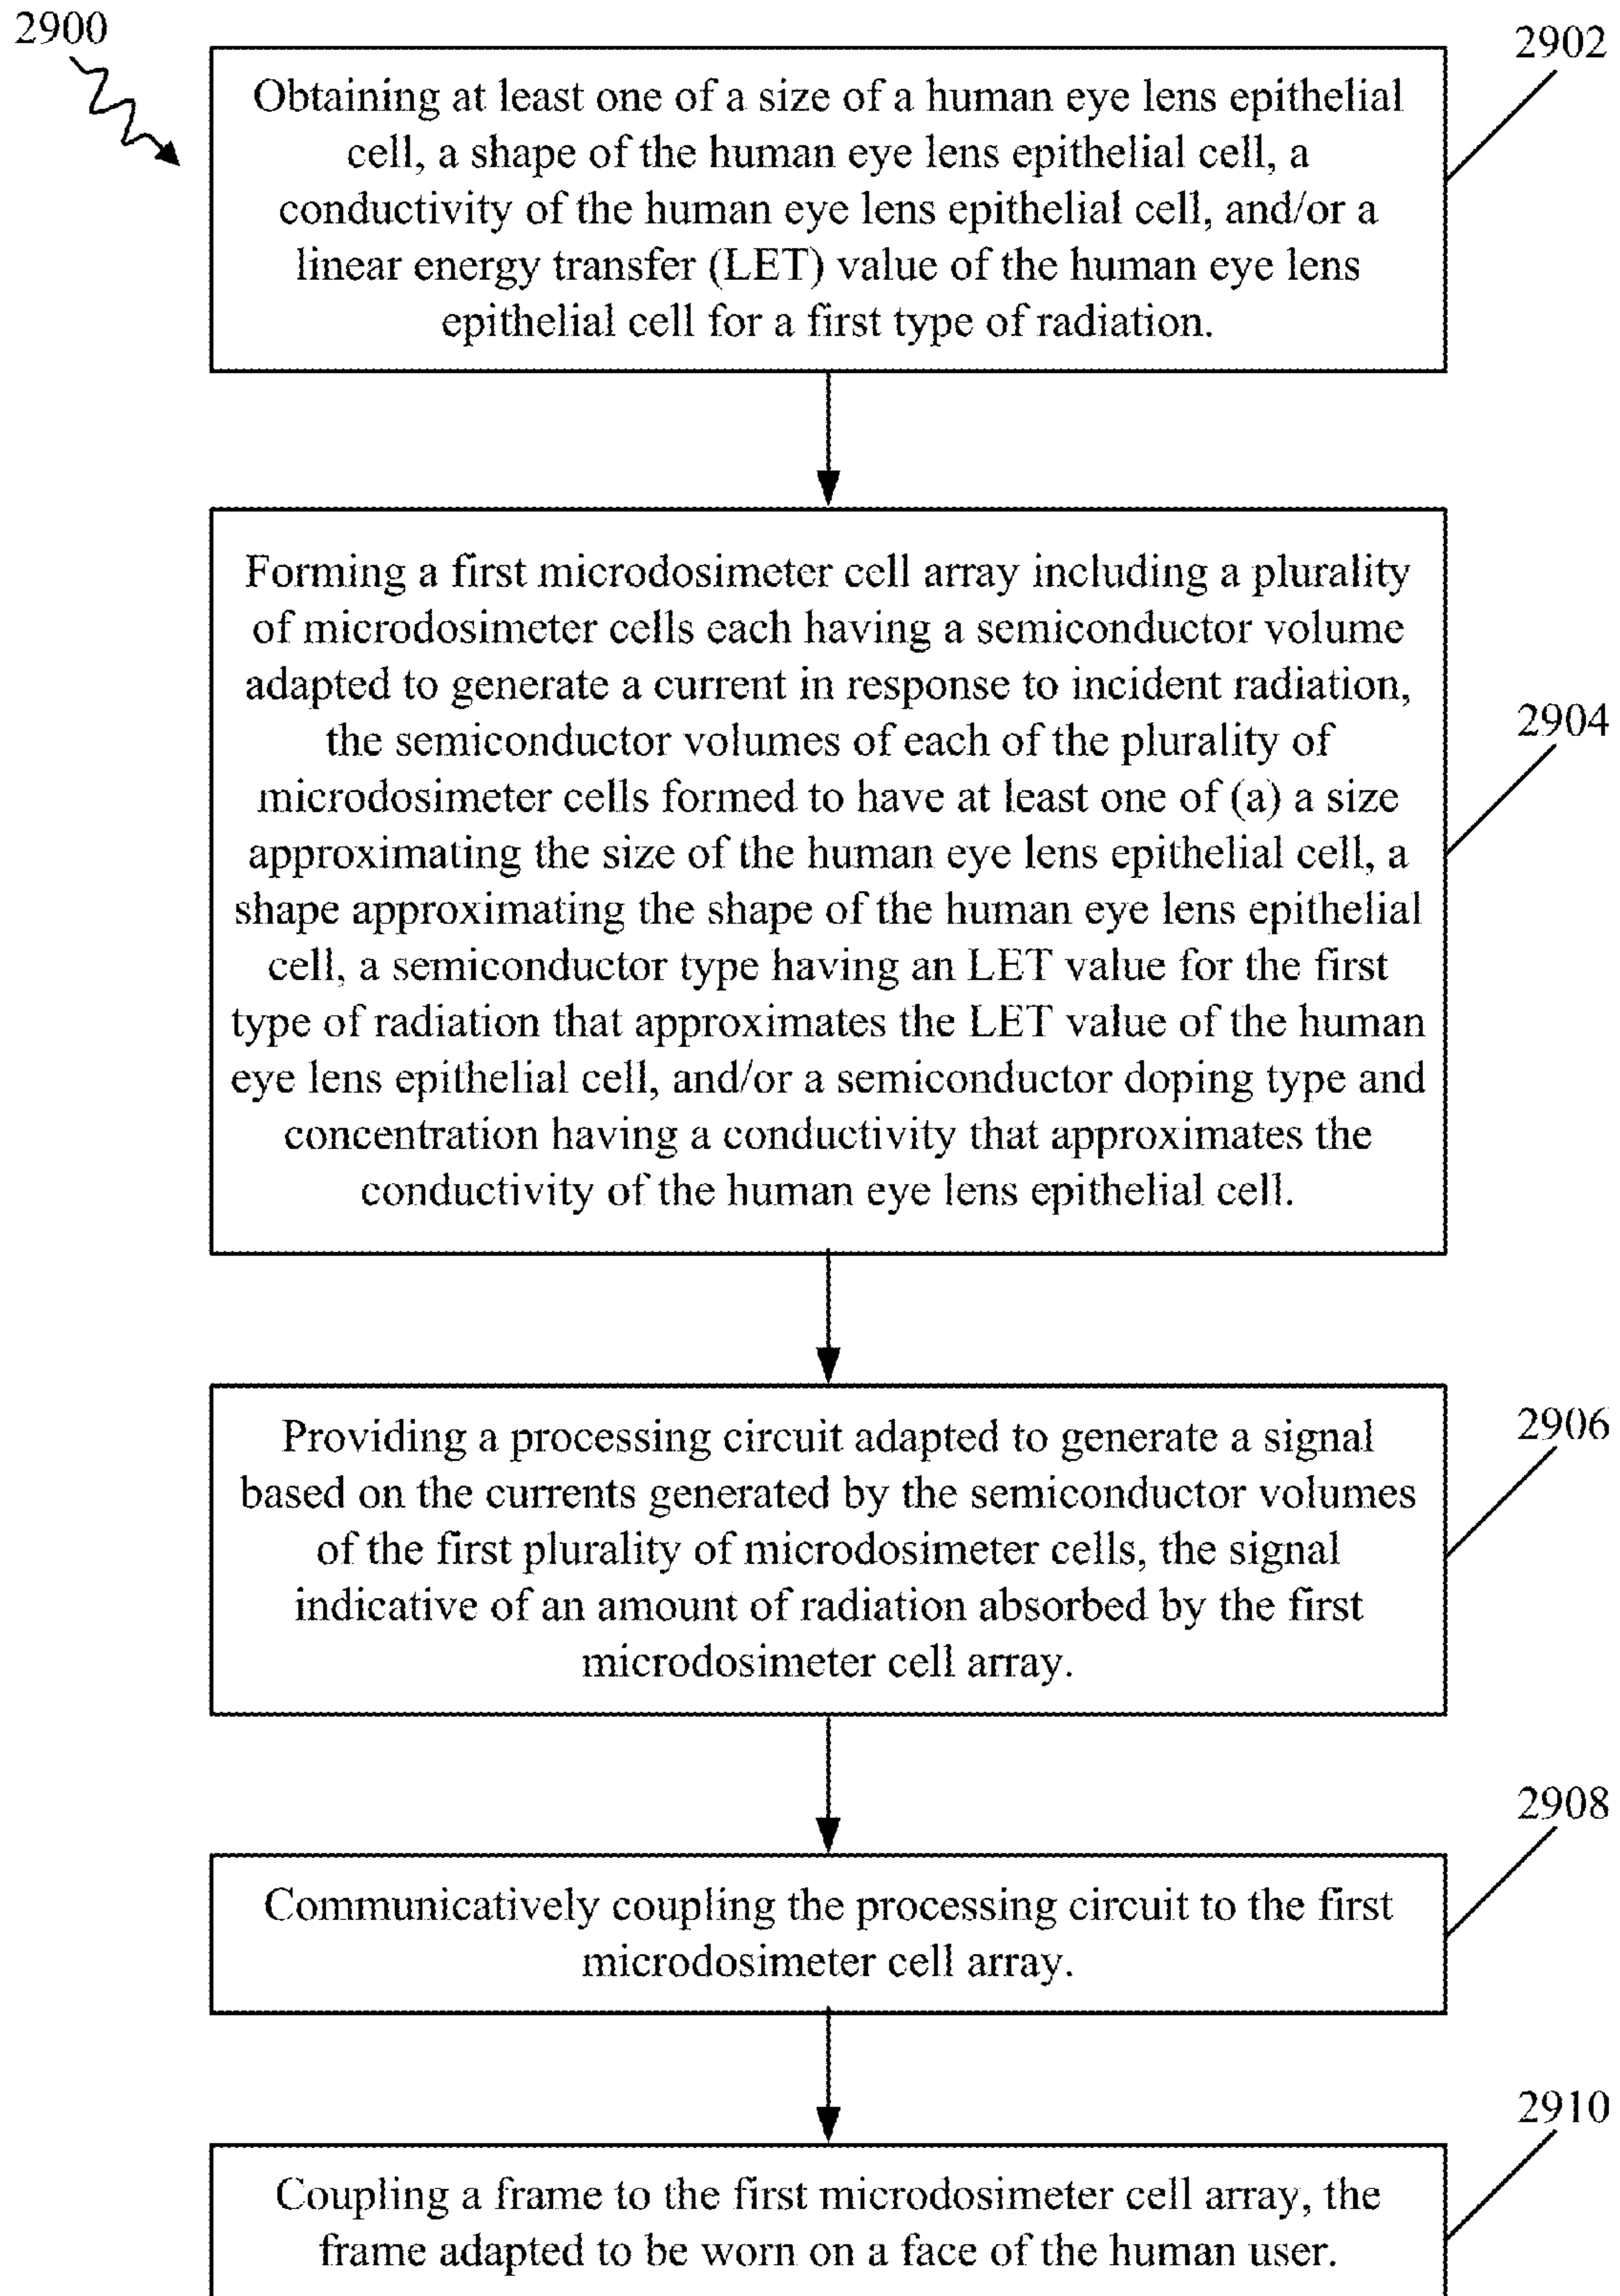 2900
2902
Obtaining at least one of a size of a human eye lens epithelial
cell, a shape of the human eye lens epithelial cell, a
conductivity of the human eye lens epithelial cell, and/or a
linear energy transfer (LET) value of the human eye lens
epithelial cell for a first type of radiation.
Forming a first microdosimeter cell array including a plurality
of microdosimeter cells each having a semiconductor volume
adapted to generate a current in response to incident radiation,
the semiconductor volumes of each of the plurality of
microdosimeter cells formed to have at least one of (a) a size
approximating the size of the human eye lens epithelial cell, a
shape approximating the shape of the human eye lens epithelial
cell, a semiconductor type having an LET value for the first
type of radiation that approximates the LET value of the human
eye lens epithelial cell, and/or a semiconductor doping type and
concentration having a conductivity that approximates the
conductivity of the human eye lens epithelial cell.
2904
Providing a processing circuit adapted to generate a signal
based on the currents generated by the semiconductor volumes
of the first plurality of microdosimeter cells, the signal
indicative of an amount of radiation absorbed by the first
microdosimeter cell array.
2906
Communicatively coupling the processing circuit to the first
microdosimeter cell array.
2908
Coupling a frame to the first microdosimeter cell array, the
frame adapted to be worn on a face of the human user.
2910